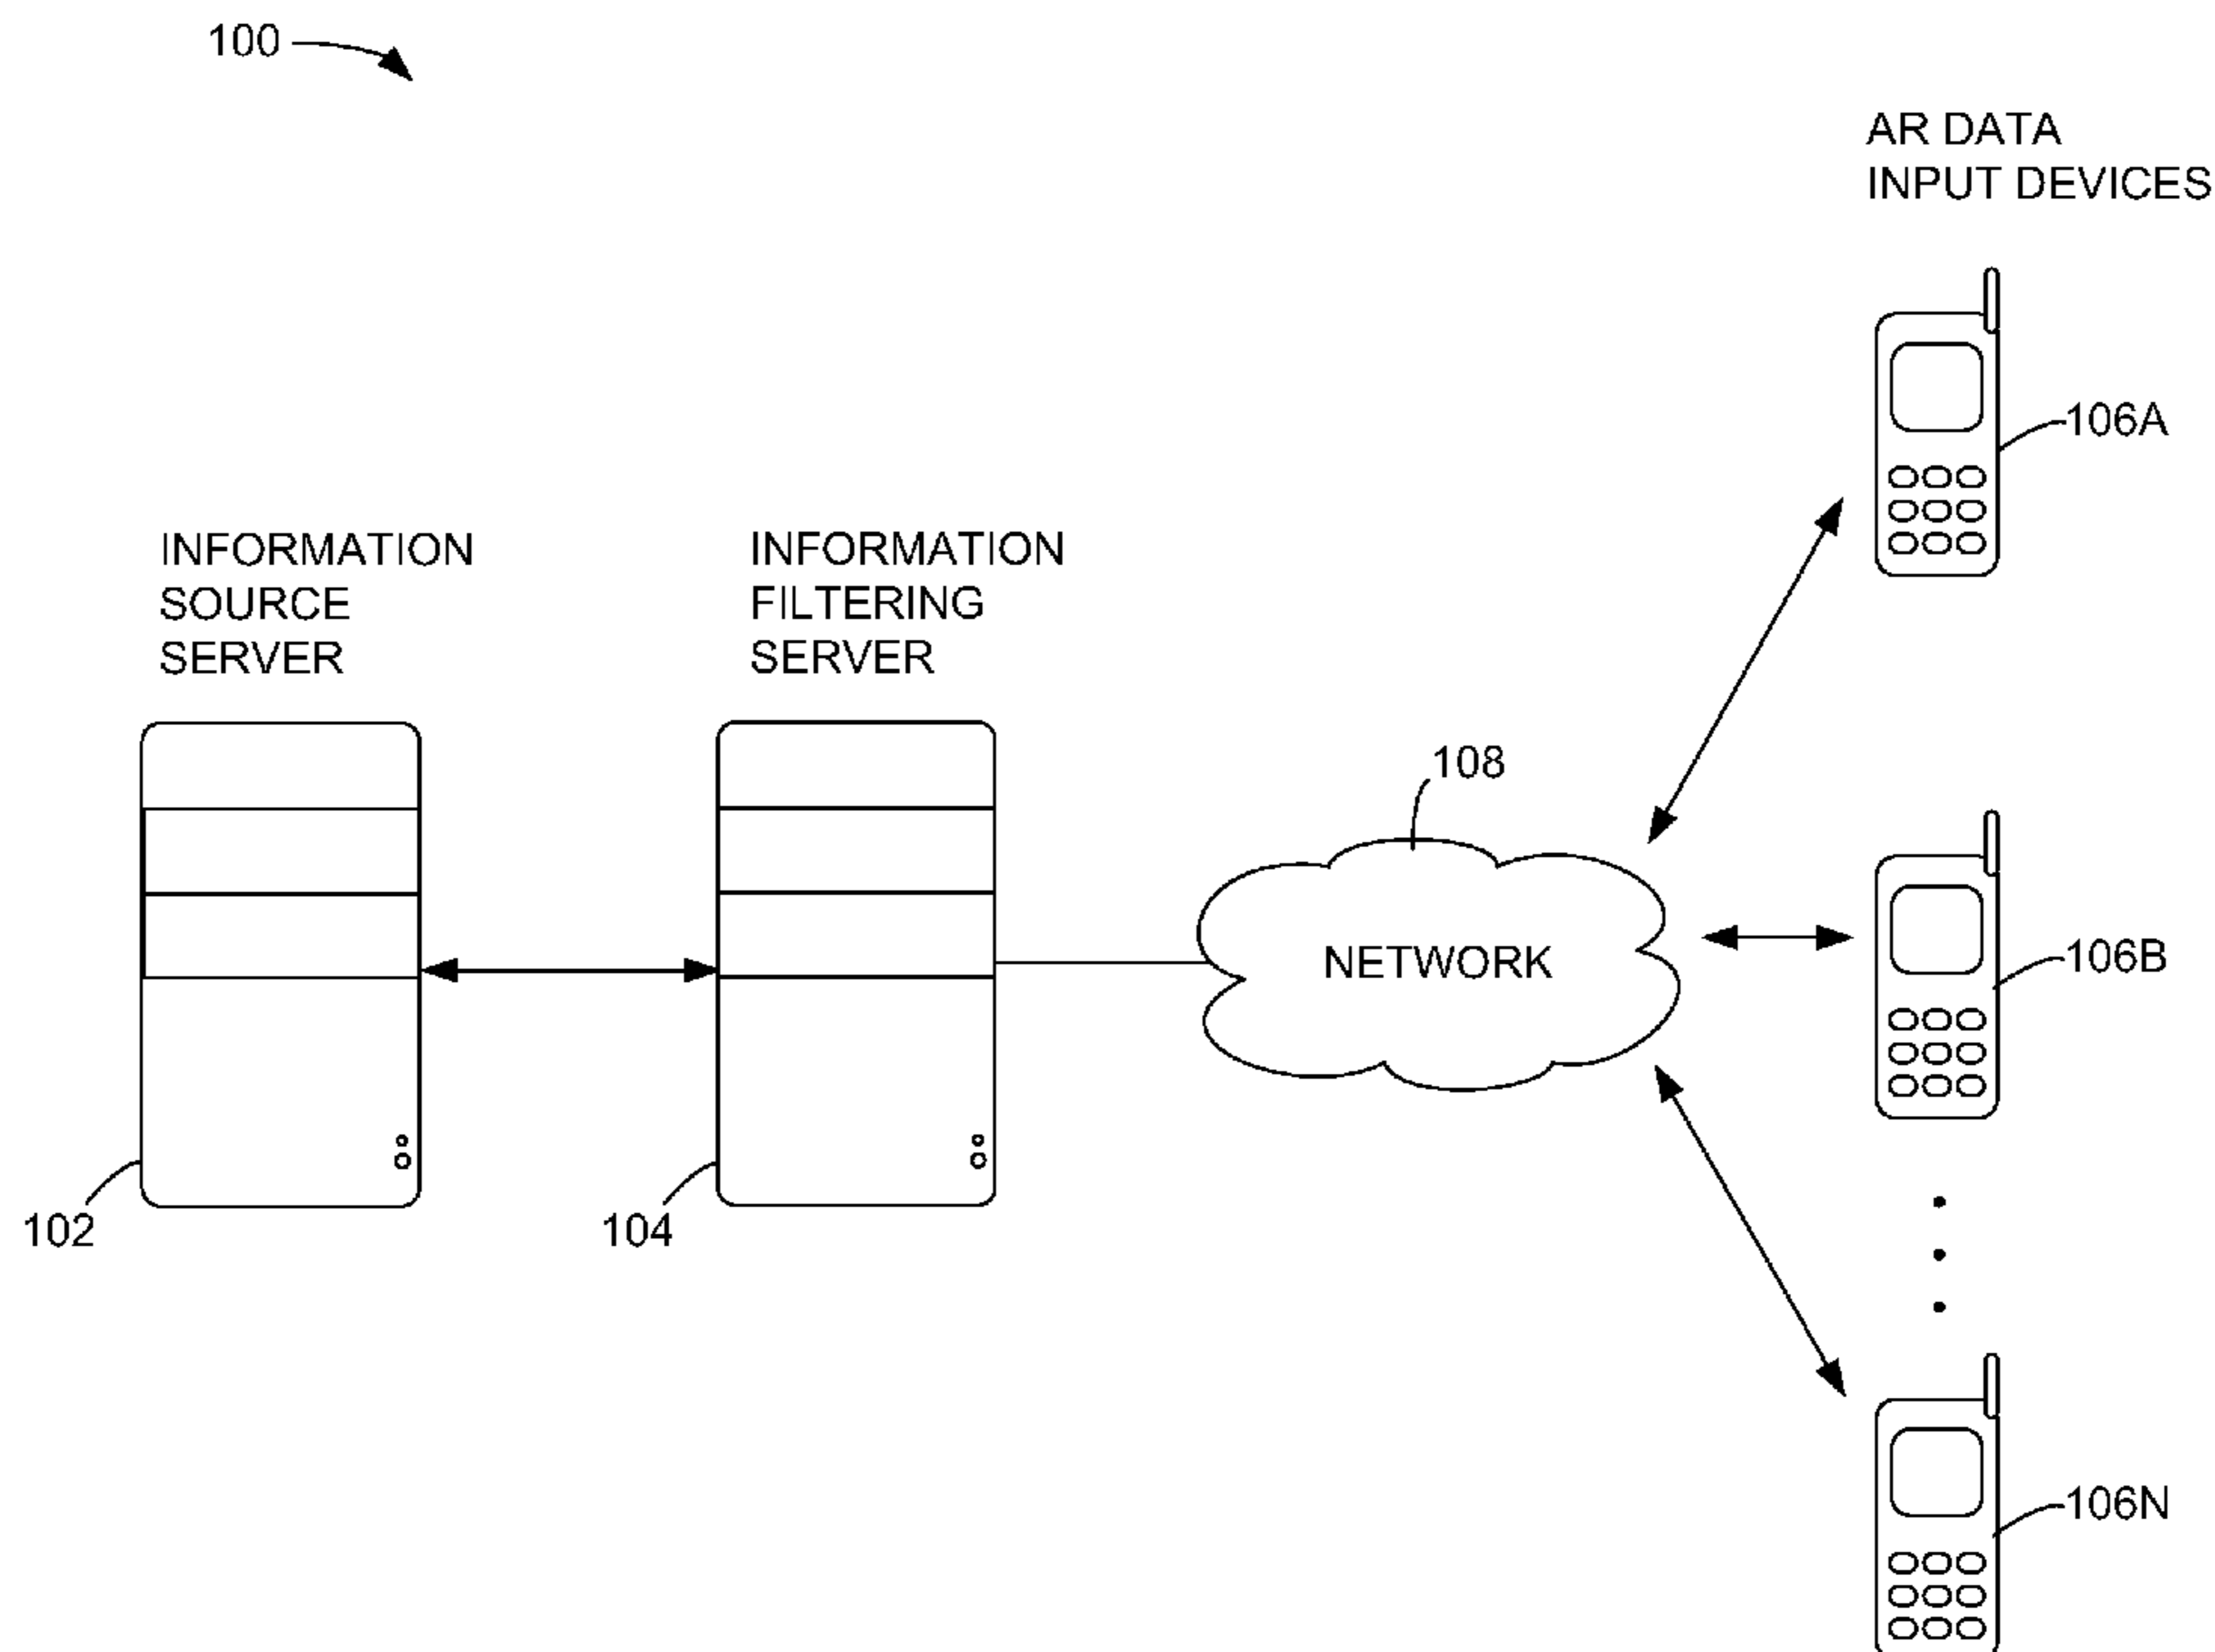 100
AR DATA
INPUT DEVICES
106A
INFORMATION
SOURCE
SERVER
INFORMATION
FILTERING
SERVER
108
NETWORK
106B
102
104
106N